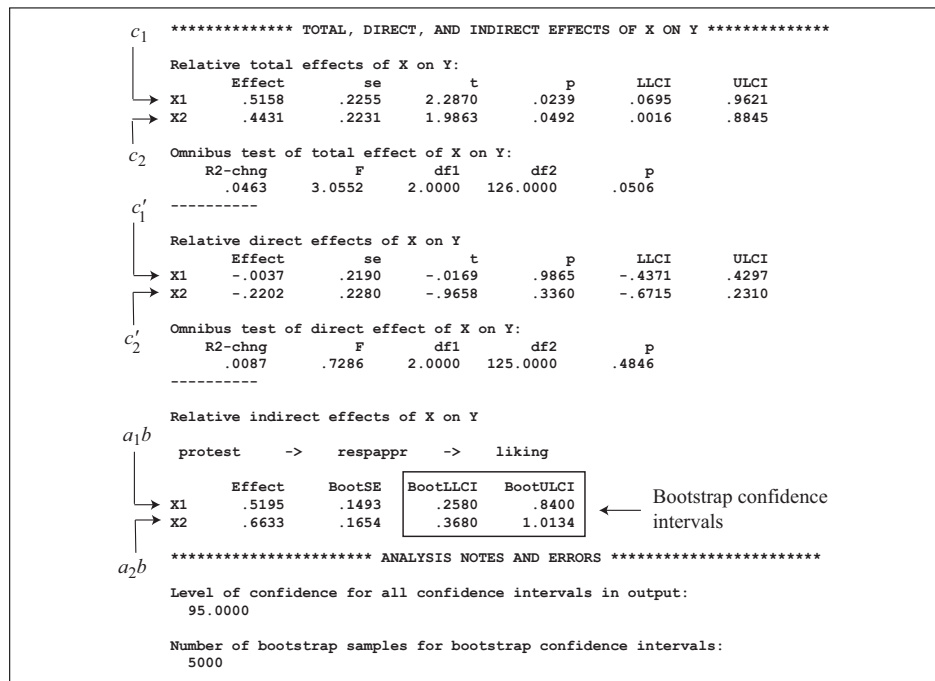 ************** TOTAL, DIRECT, AND INDIRECT EFFECTS OF X ON Y **************
c1
Relative total effects of X on Y:
Effect se t p LLCI ULCI
X1 .5158 .2255 2.2870 .0239 .0695 .9621
X2 .4431 .2231 1.9863 .0492 .0016 .8845
c2
Omnibus test of total effect of X on Y:
R2-chng F df1 df2 p
.0463 3.0552 2.0000 126.0000 .0506
----------
c′1
Relative direct effects of X on Y
Effect se t p LLCI ULCI
X1 -.0037 .2190 -.0169 .9865 -.4371 .4297
X2 -.2202 .2280 -.9658 .3360 -.6715 .2310
c′2
Omnibus test of direct effect of X on Y:
R2-chng F df1 df2 p
.0087 .7286 2.0000 125.0000 .4846
----------
Relative indirect effects of X on Y
a1b
protest -> respappr -> liking
Effect BootSE BootLLCI BootULCI
X1 .5195 .1493 .2580 .8400
X2 .6633 .1654 .3680 1.0134
Bootstrap confidence
intervals
a2b
*********************** ANALYSIS NOTES AND ERRORS ************************
Level of confidence for all confidence intervals in output:
95.0000
Number of bootstrap samples for bootstrap confidence intervals:
5000